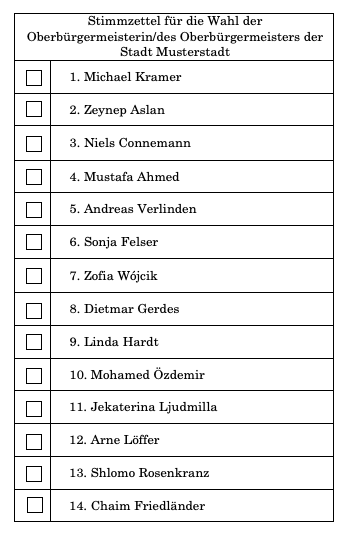 Stimmzettel für die Wahl der
Oberbürgermeisterin/des Oberbürgermeisters der
Stadt Musterstadt
1. Michael Kramer
2. Zeynep Aslan
3. Niels Connemann
4. Mustafa Ahmed
5. Andreas Verlinden
6. Sonja Felser
7. Zofia Wójcik
8. Dietmar Gerdes
9. Linda Hardt
10. Mohamed Özdemir
11. Jekaterina Ljudmilla
12. Arne Löffer
13. Shlomo Rosenkranz
14. Chaim Friedländer